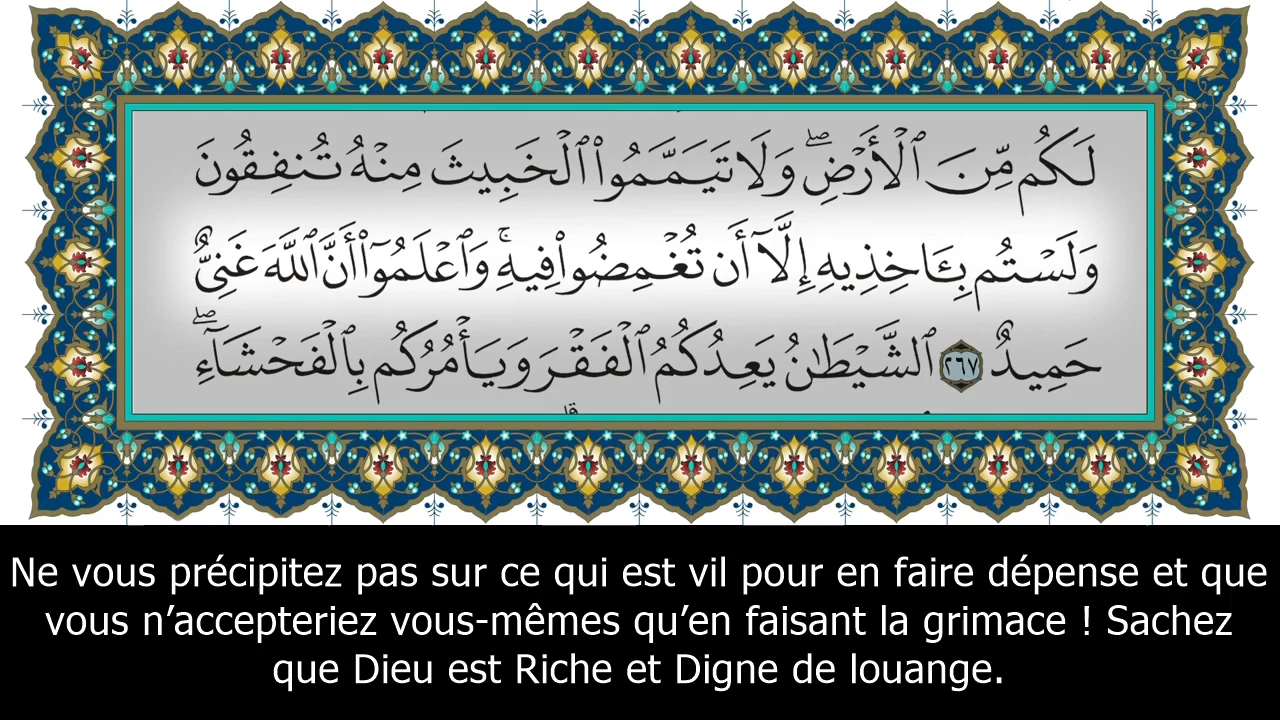 لَكُم مِّنَ ٱلْأَرْضِ ۖ وَلَا تَيَمَّمُوا۟ ٱلْخَبِيثَ مِنْهُ تُنفِقُونَ
وَلَسْتُم بِـَٔاخِذِيهِ إِلَّآ أَن تُغْمِضُوا۟ فِيهِ ۚ وَٱعْلَمُوٓا۟ أَنَّ ٱللَّهَ غَنِىٌّ
حَمِيدٌ ٢٦٧ ٱلشَّيْطَـٰنُ يَعِدُكُمُ ٱلْفَقْرَ وَيَأْمُرُكُم بِٱلْفَحْشَآءِ ۖ
Ne vous précipitez pas sur ce qui est vil pour en faire dépense et que
vous n’accepteriez vous-mêmes qu’en faisant la grimace ! Sachez
que Dieu est Riche et Digne de louange.